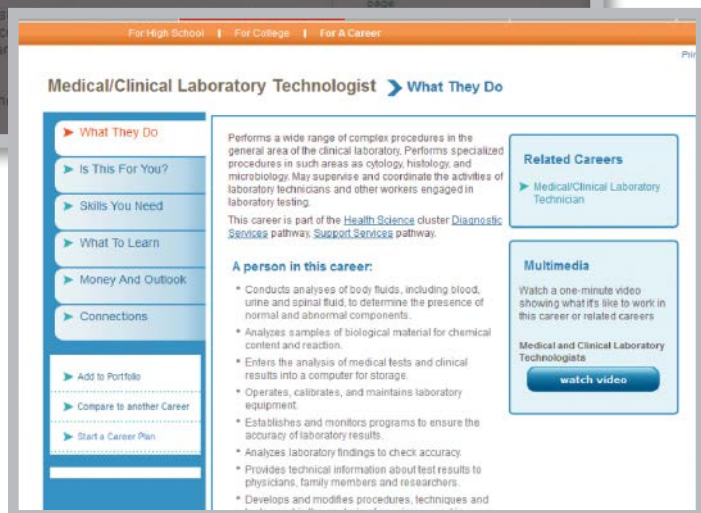 page.
For High School | For College | For A Career
Medical/Clinical Laboratory Technologist What They Do
What They Do
Is This For You?
Skills You Need
What To Learn
Money And Outlook
Connections
Add to Portfolio
Compare to another Career
Start a Career Plan
Performs a wide range of complex procedures in the
general area of the clinical laboratory. Performs specialized
procedures in such areas as cytology, histology, and
microbiology. May supervise and coordinate the activities of
laboratory technicians and other workers engaged in
laboratory testing.
This career is part of the Health Science cluster Diagnostic
Services pathway, Support Services pathway.
A person in this career:
* Conducts analyses of body fluids, including blood,
urine and spinal fluid, to determine the presence of
normal and abnormal components.
* Analyzes samples of biological material for chemical
content and reaction.
* Enters the analysis of medical tests and clinical
results into a computer for storage.
* Operates, calibrates, and maintains laboratory
equipment.
* Establishes and monitors programs to ensure the
accuracy of laboratory results.
* Analyzes laboratory findings to check accuracy.
* Provides technical information about test results to
physicians, family members and researchers.
* Develops and modifies procedures, techniques and
Related Careers
Medical/Clinical Laboratory
Technician
Multimedia
Watch a one-minute video
showing what it's like to work in
this career or related careers
Medical and Clinical Laboratory
Technologists
watch video